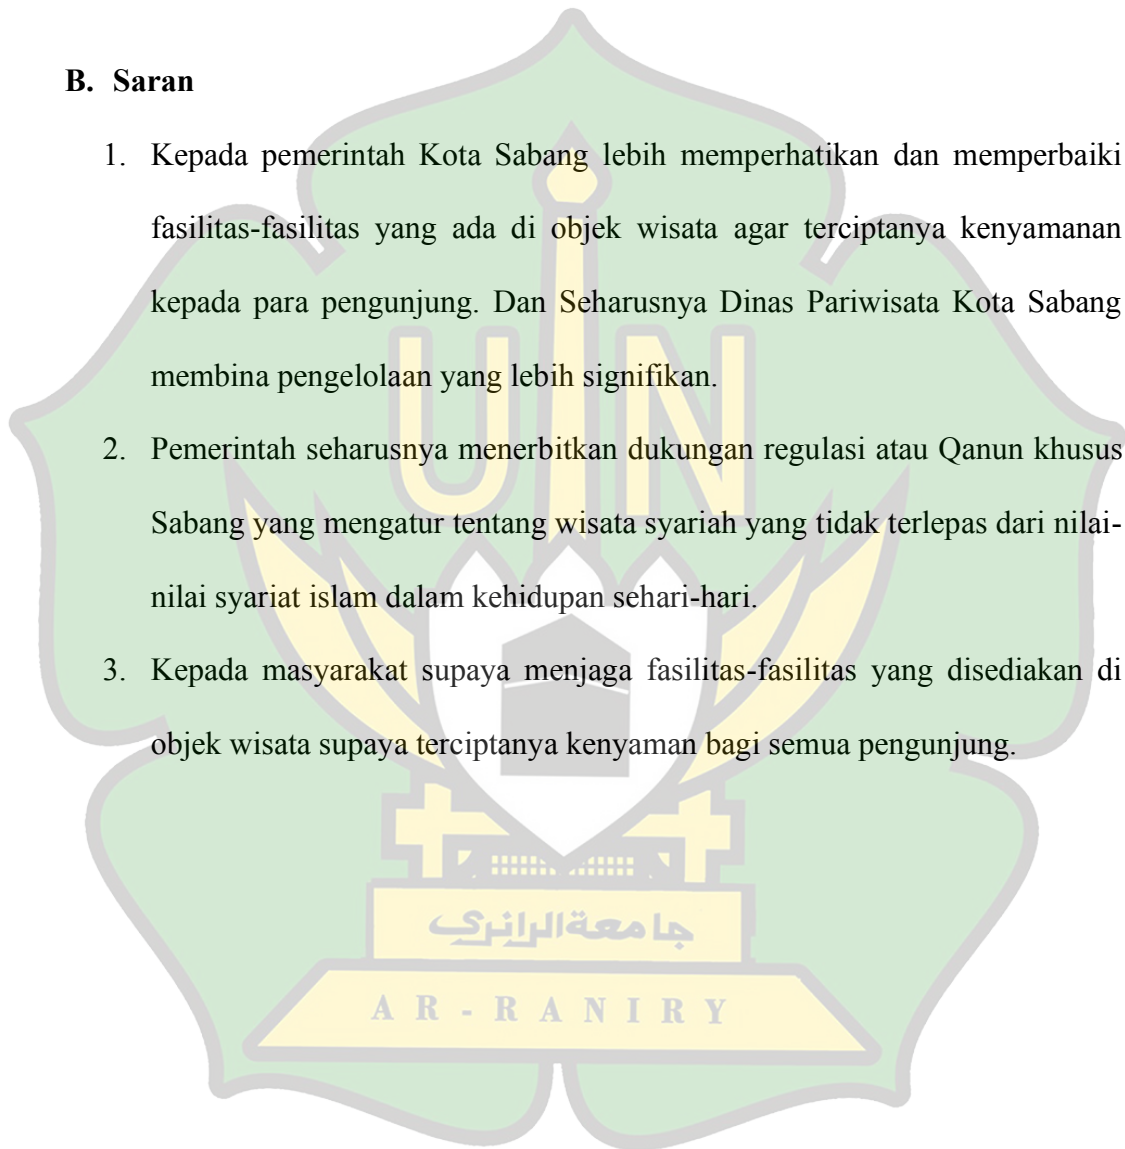 B. Saran
1. Kepada pemerintah Kota Sabang lebih memperhatikan dan memperbaiki
fasilitas-fasilitas yang ada di objek wisata agar terciptanya kenyamanan
kepada para pengunjung. Dan Seharusnya Dinas Pariwisata Kota Sabang
membina pengelolaan yang lebih signifikan.
2. Pemerintah seharusnya menerbitkan dukungan regulasi atau Qanun khusus
Sabang yang mengatur tentang wisata syariah yang tidak terlepas dari nilai-
nilai syariat islam dalam kehidupan sehari-hari.
3. Kepada masyarakat supaya menjaga fasilitas-fasilitas yang disediakan di
objek wisata supaya terciptanya kenyaman bagi semua pengunjung.
UIN
جامعة الرانري
AR-RANIRY